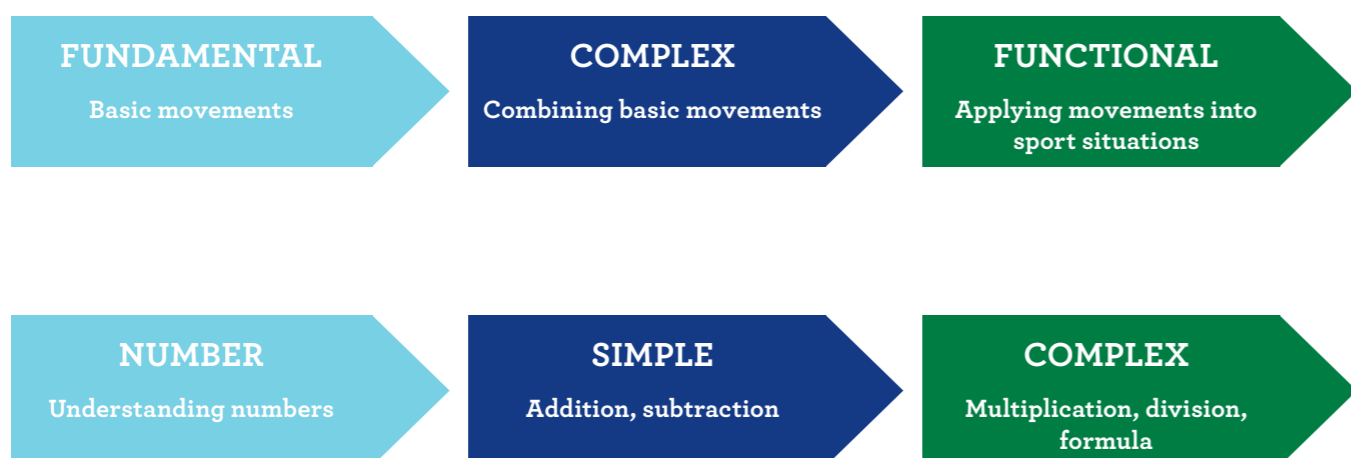 FUNDAMENTAL
Basic movements
COMPLEX
Combining basic movements
FUNCTIONAL
Applying movements into
sport situations
NUMBER
Understanding numbers
SIMPLE
Addition, subtraction
COMPLEX
Multiplication, division,
formula